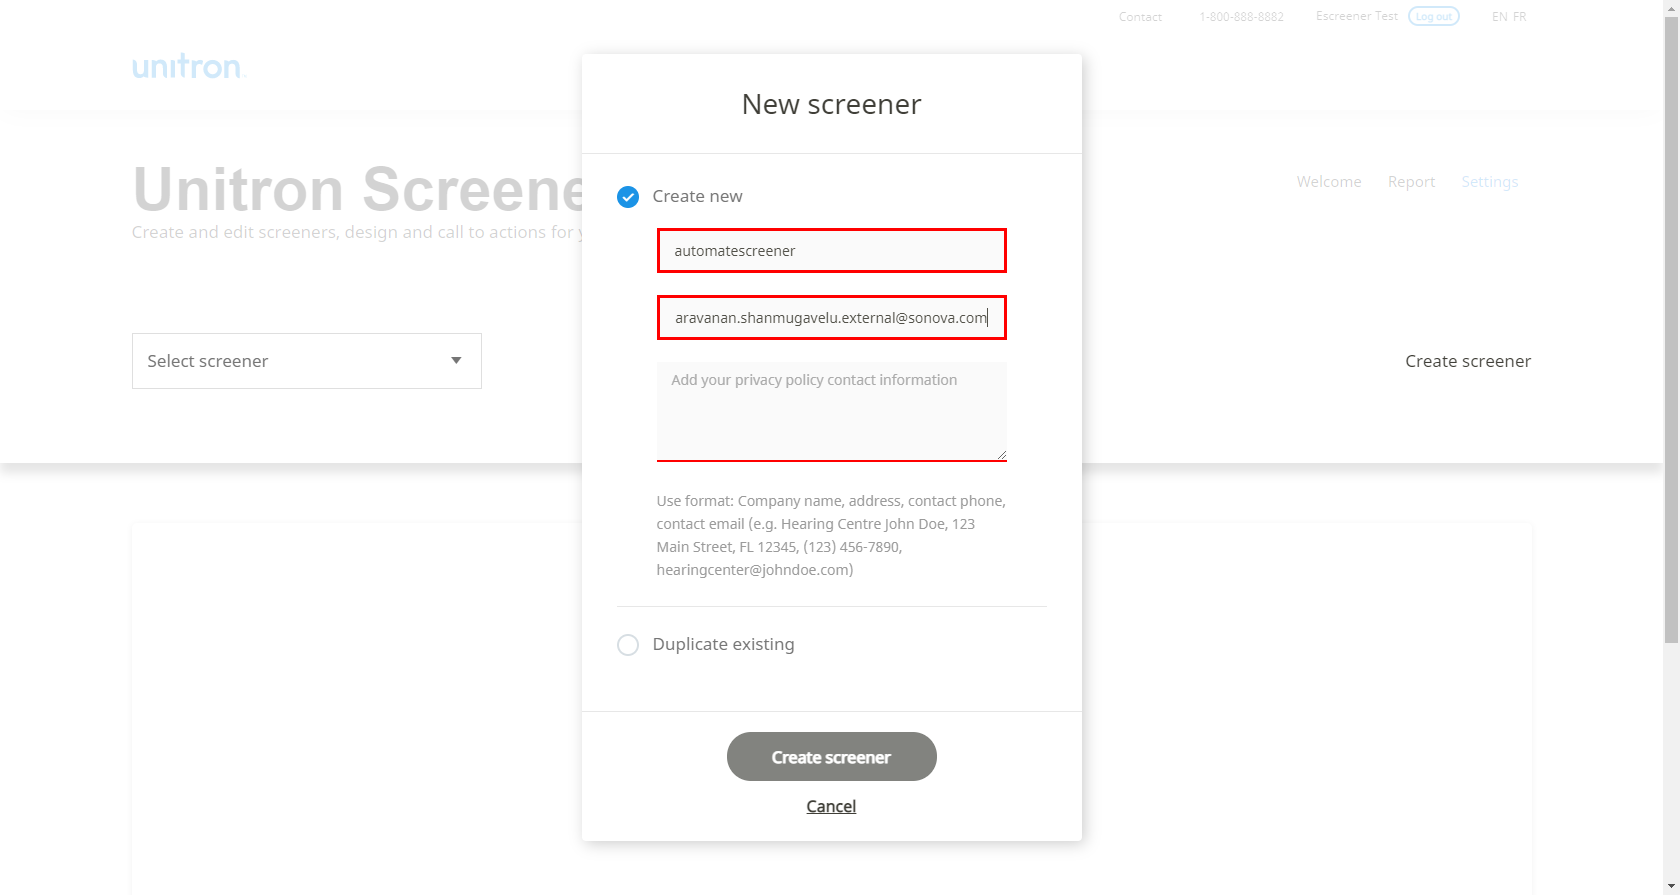 Contact 1-800-888-8882 Escreener Test Log out EN FR
unitron
New screener
Unitron Screene
Welcome Report Settings
Create and edit screeners, design and call to actions for
Create new
automatescreener
aravanan.shanmugavelu.external@sonova.com
Select screener
Create screener
Add your privacy policy contact information
Use format: Company name, address, contact phone,
contact email (e.g. Hearing Centre John Doe, 123
Main Street, FL 12345, (123) 456-7890,
hearingcenter@johndoe.com)
Duplicate existing
Create screener
Cancel